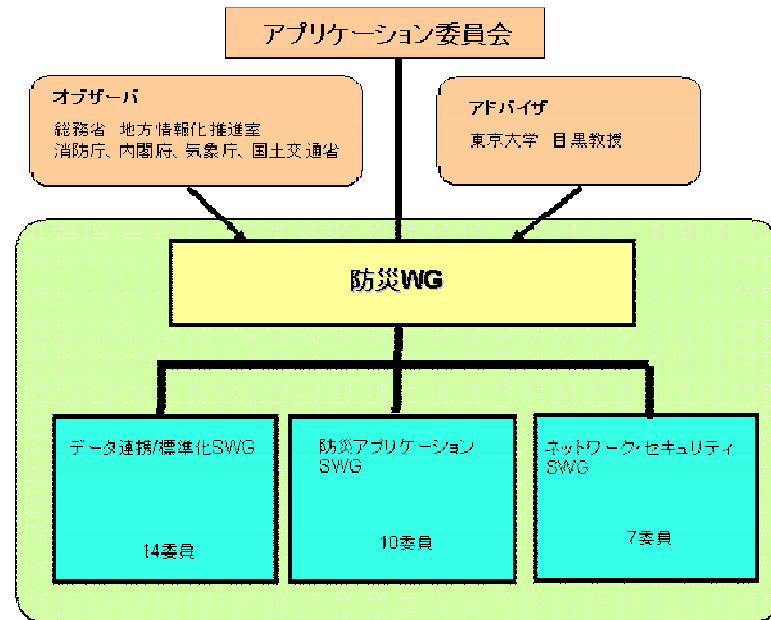 アプリケーション委員会
オブザーバ
総務省 地方情報化推進室
消防庁、内閣府、気象庁、国土交通省
アドバイザ
東京大学 目黒教授
防災WG
データ連携/標準化SWG
14委員
防災アプリケーション
SWG
10委員
ネットワーク・セキュリティ
SWG
7委員